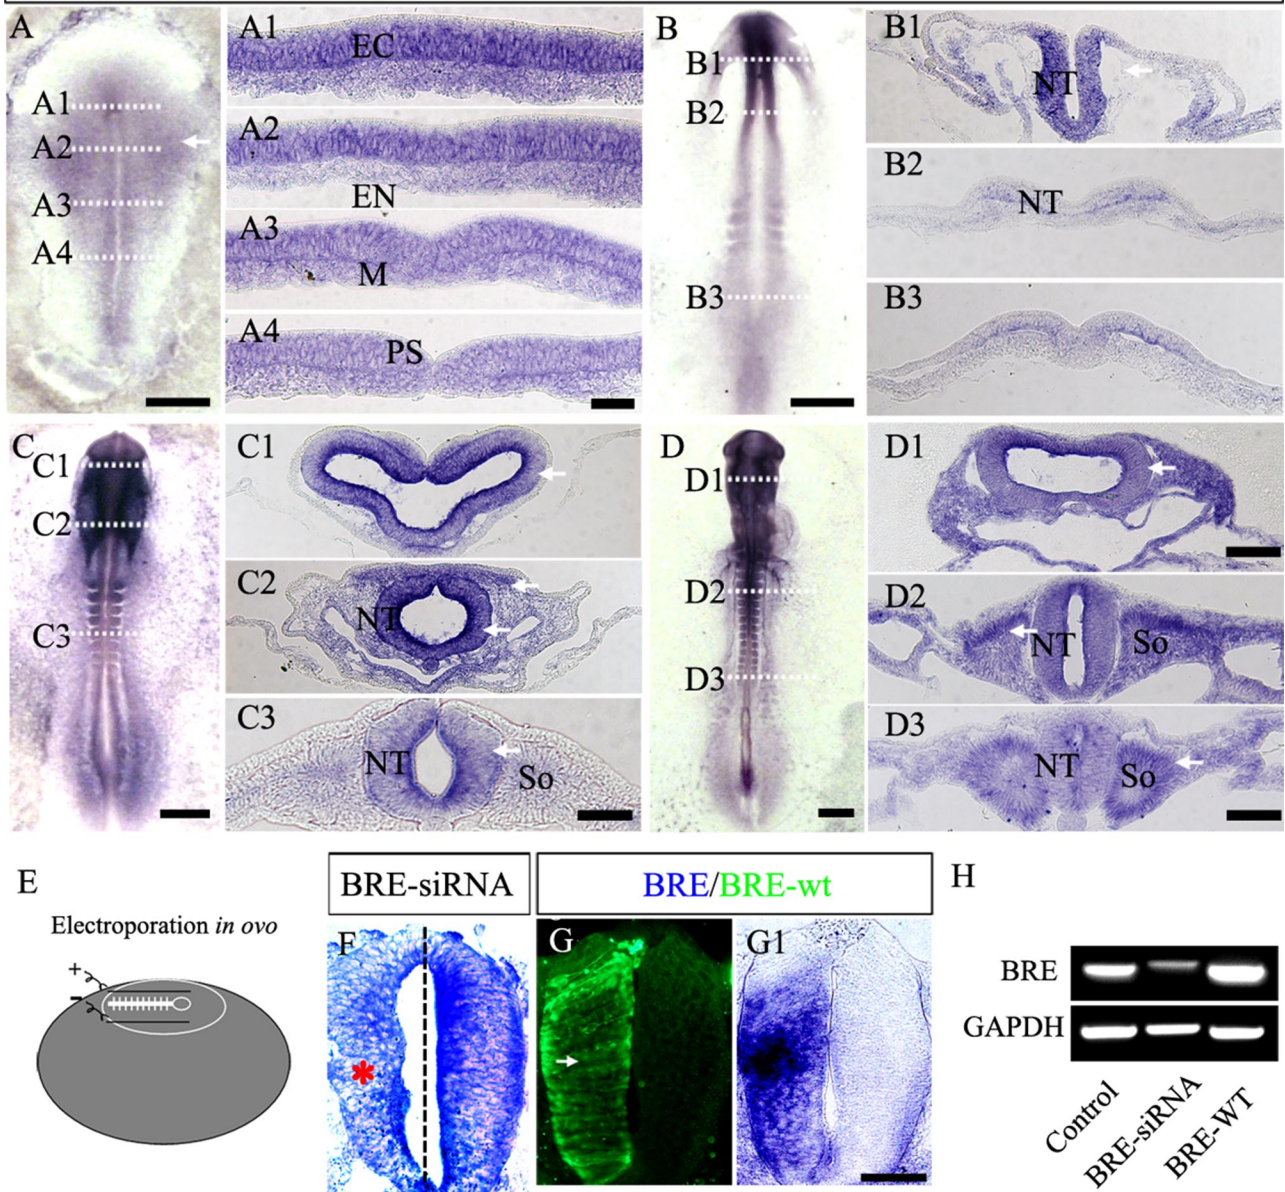 A
A1
A2
A3
A4
A1
EC
A2
EN
A3
M
A4
PS
B
B1
B2
B3
B1
NT
B2
NT
B3
C
C1
C2
C3
C1
C2
NT
C3
NT
So
D
D1
D2
D3
D1
D2
NT
So
D3
NT
So
E
Electroporation in ovo
+
-
BRE-siRNA
F
*
BRE/BRE-wt
G
G1
H
BRE
GAPDH
Control
BRE-siRNA
BRE-WT